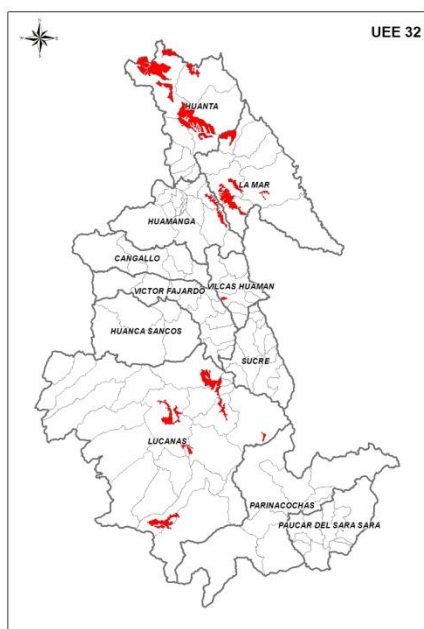 UEE 32
HUANTA
LA MAR
HUAMANGA
CANGALLO
VICTOR FAJARDO
VILCAS HUAMAN
HUANCA SANCOS
SUCRE
LUCANAS
PARINACOCHAS
PAUCAR DEL SARA SARA